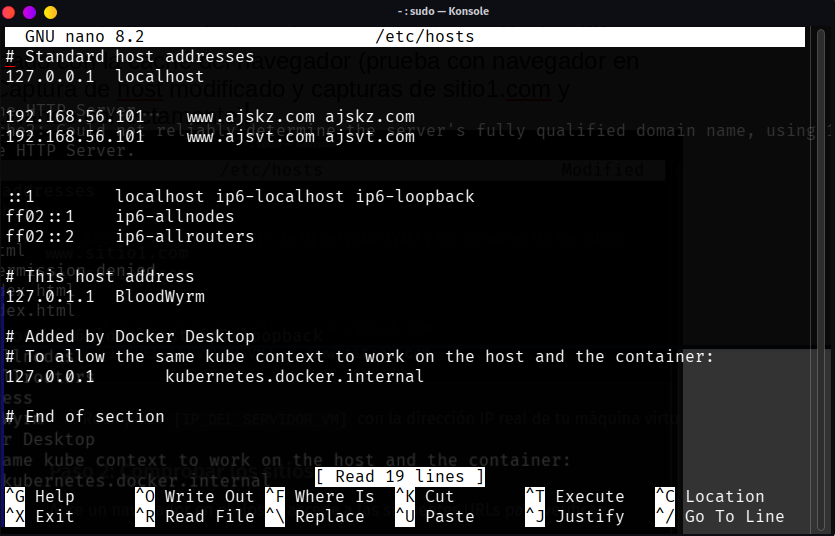 - : sudo — Konsole
GNU nano 8.2 /etc/hosts
# Standard host addresses
127.0.0.1 localhost
192.168.56.101 www.ajskz.com ajskz.com
192.168.56.101 www.ajsvt.com ajsvt.com
::1 localhost ip6-localhost ip6-loopback
ff02::1 ip6-allnodes
ff02::2 ip6-allrouters
# This host address
127.0.1.1 BloodWyrm
# Added by Docker Desktop
# To allow the same kube context to work on the host and the container:
127.0.0.1 kubernetes.docker.internal
# End of section
[ Read 19 lines ]
^G Help ^O Write Out ^F Where Is ^K Cut ^T Execute ^C Location
^X Exit ^R Read File ^\ Replace ^U Paste ^J Justify ^/ Go To Line